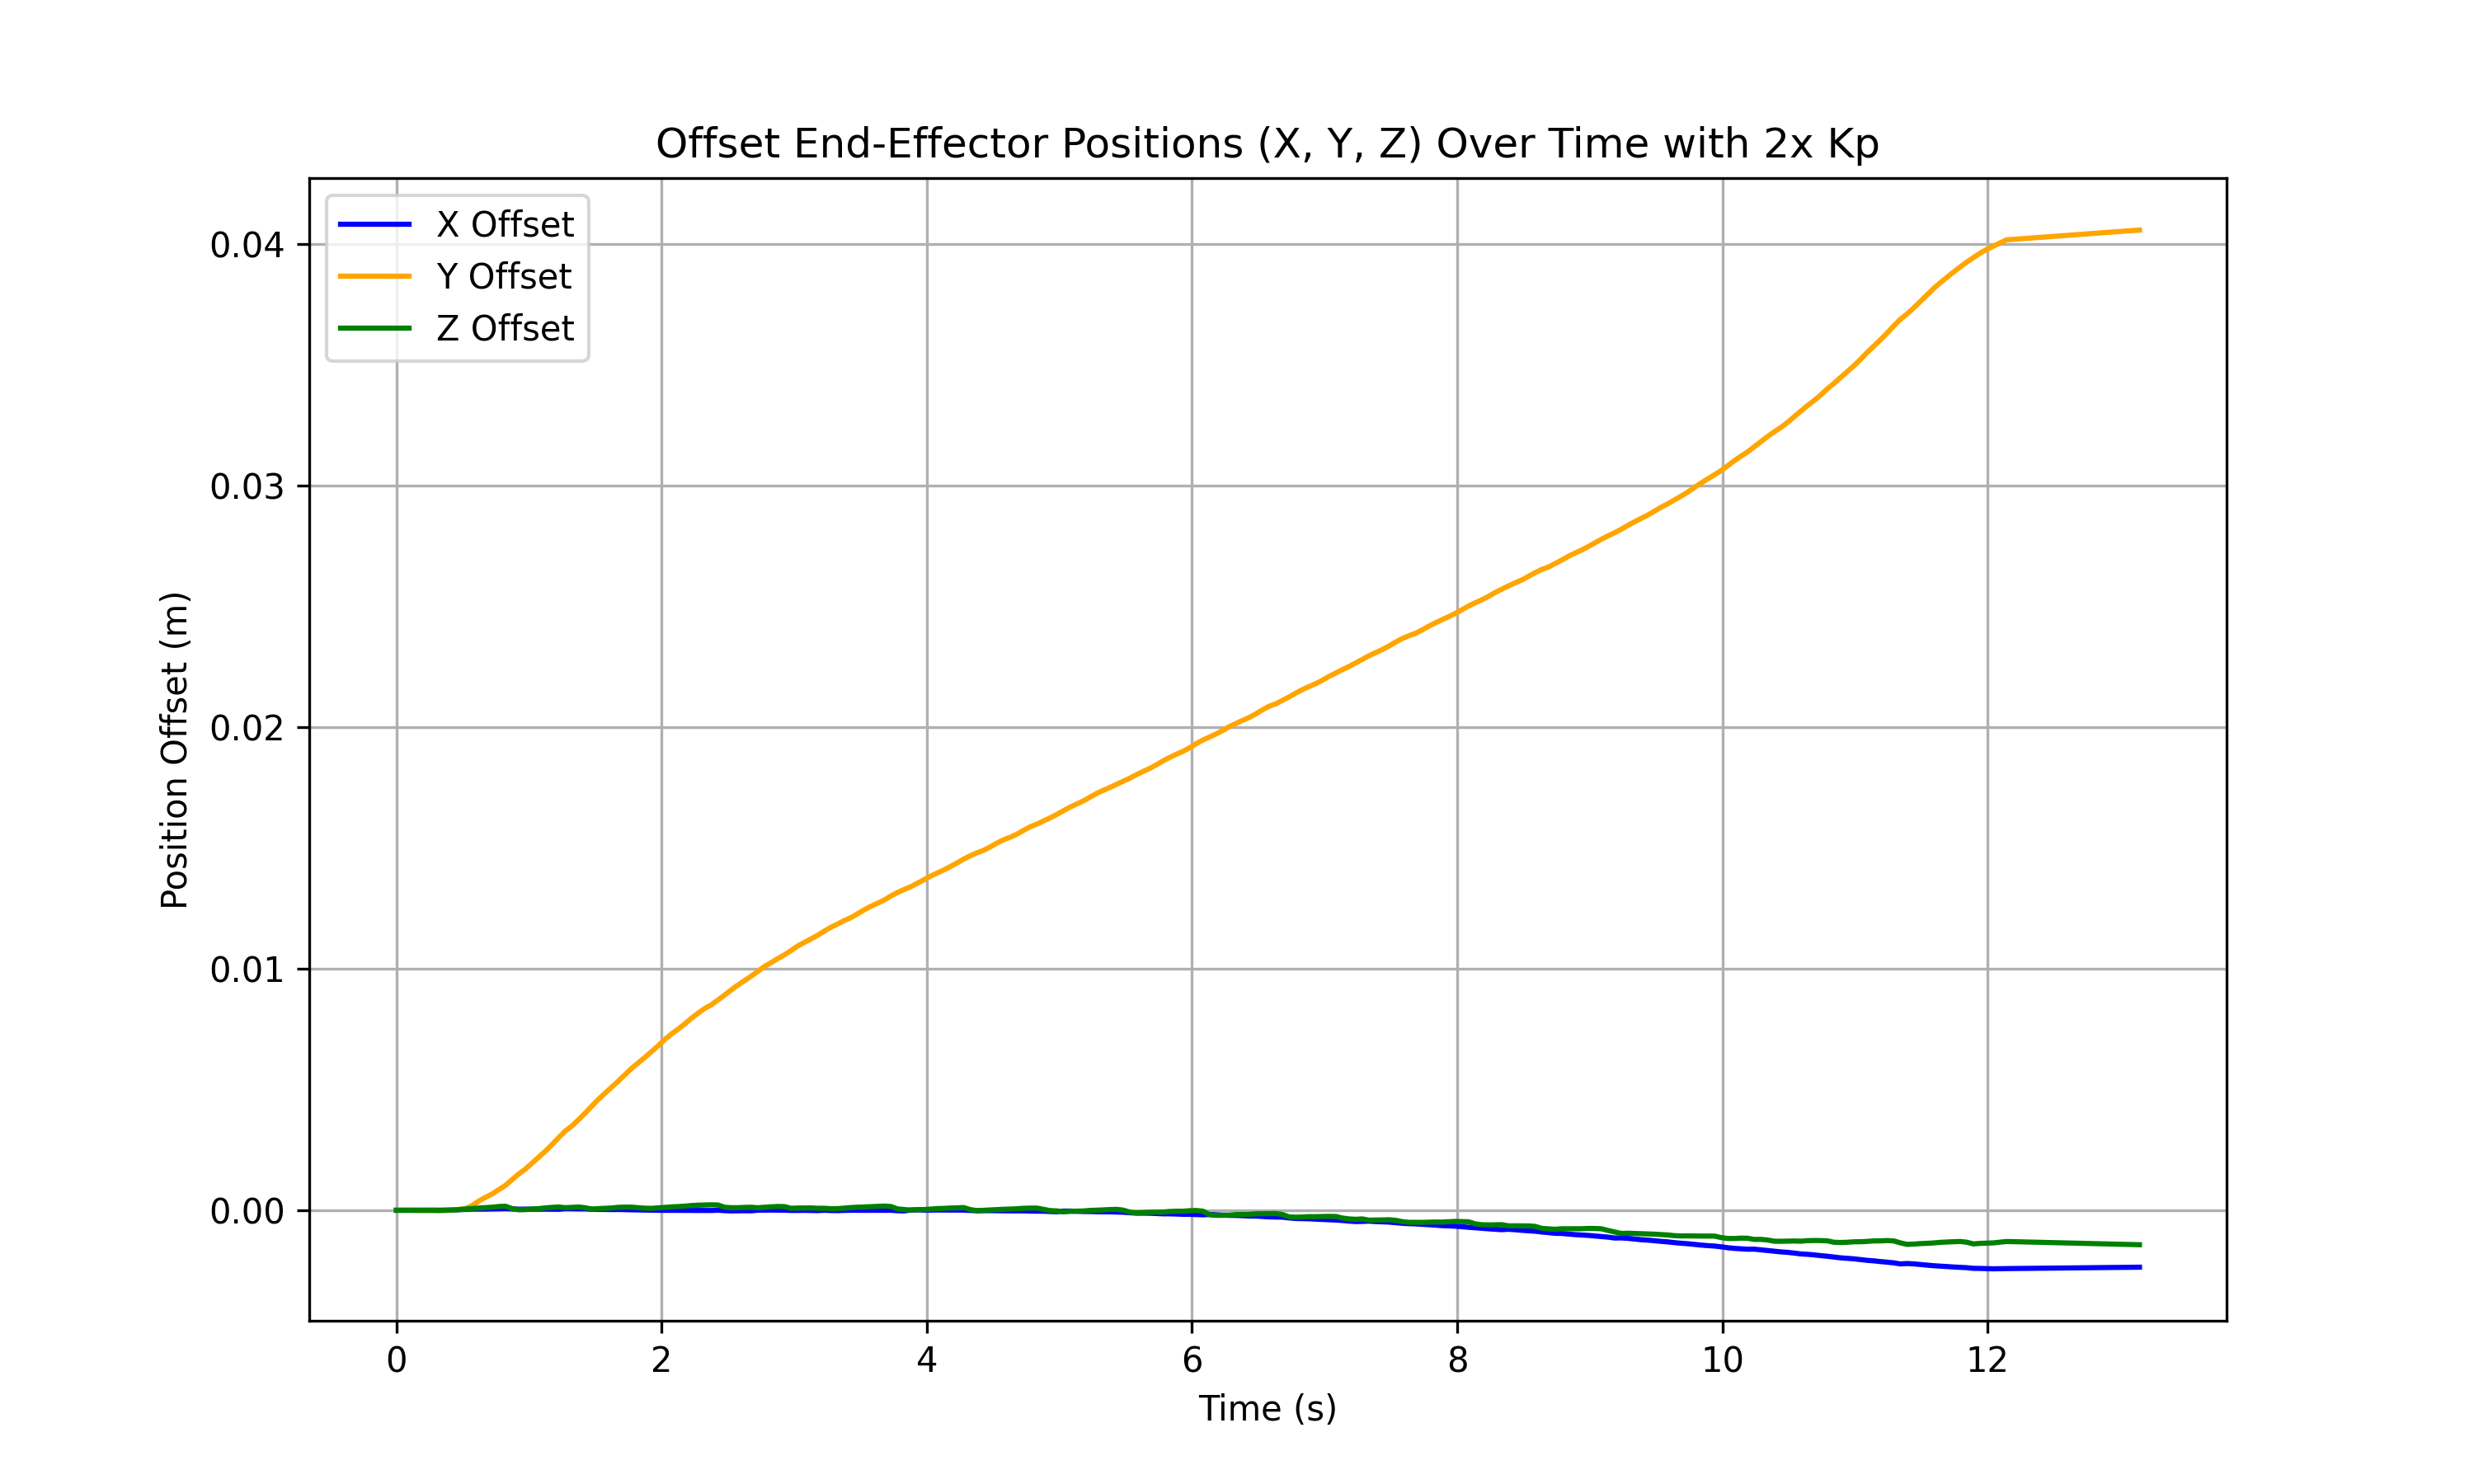 Offset End-Effector Positions (X, Y, Z) Over Time with 2x Kp
X Offset
Y Offset
Z Offset
Position Offset (m)
0.04
0.03
0.02
0.01
0.00
0 2 4 6 8 10 12
Time (s)